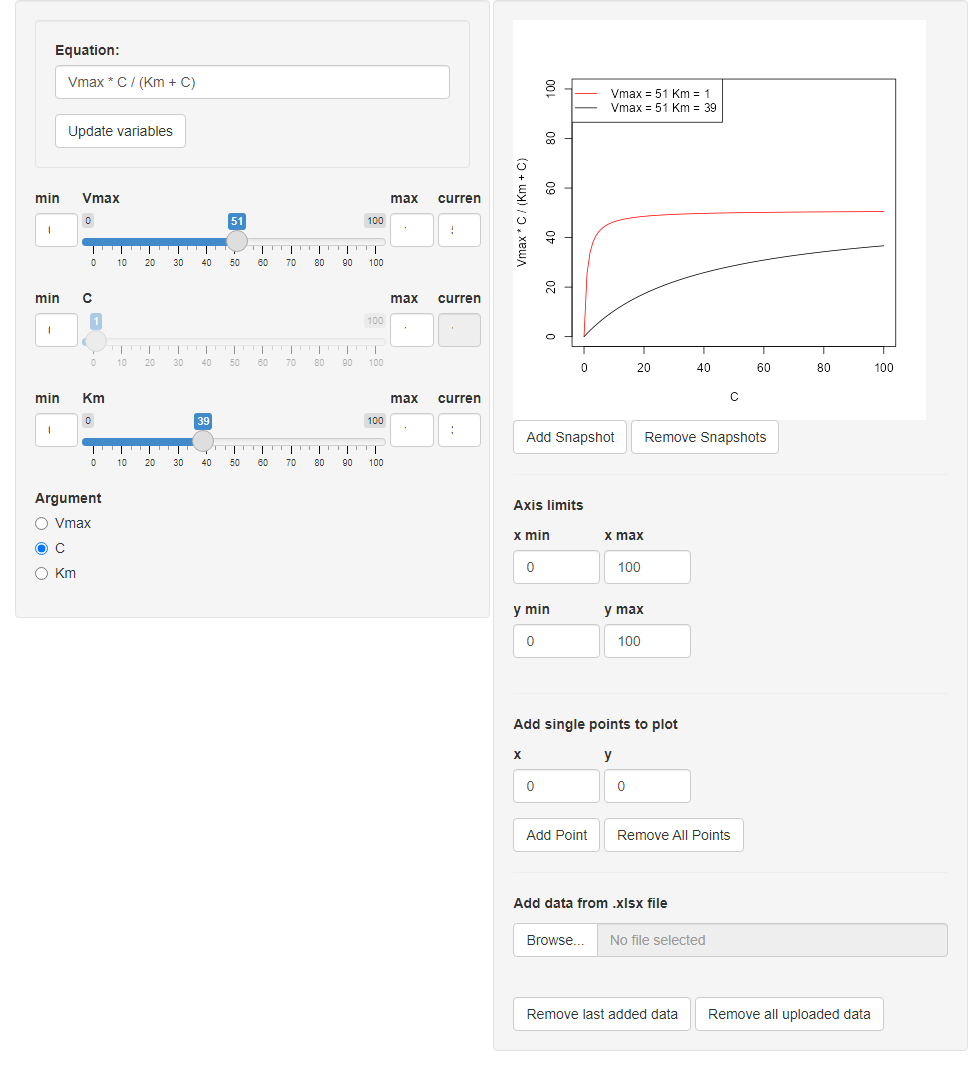 Equation:
Vmax * C / (Km + C)
Update variables
min Vmax max curren
0 51 100
0 10 20 30 40 50 60 70 80 90 100
min C max curren
1 100
0 10 20 30 40 50 60 70 80 90 100
min Km max curren
0 39 100
0 10 20 30 40 50 60 70 80 90 100
Argument
Vmax
C
Km
Vmax = 51 Km = 1
Vmax = 51 Km = 39
Vmax * C / (Km + C)
100
80
60
40
20
0
0 20 40 60 80 100
C
Add Snapshot Remove Snapshots
Axis limits
x min x max
0 100
y min y max
0 100
Add single points to plot
x y
0 0
Add Point Remove All Points
Add data from .xlsx file
Browse... No file selected
Remove last added data Remove all uploaded data